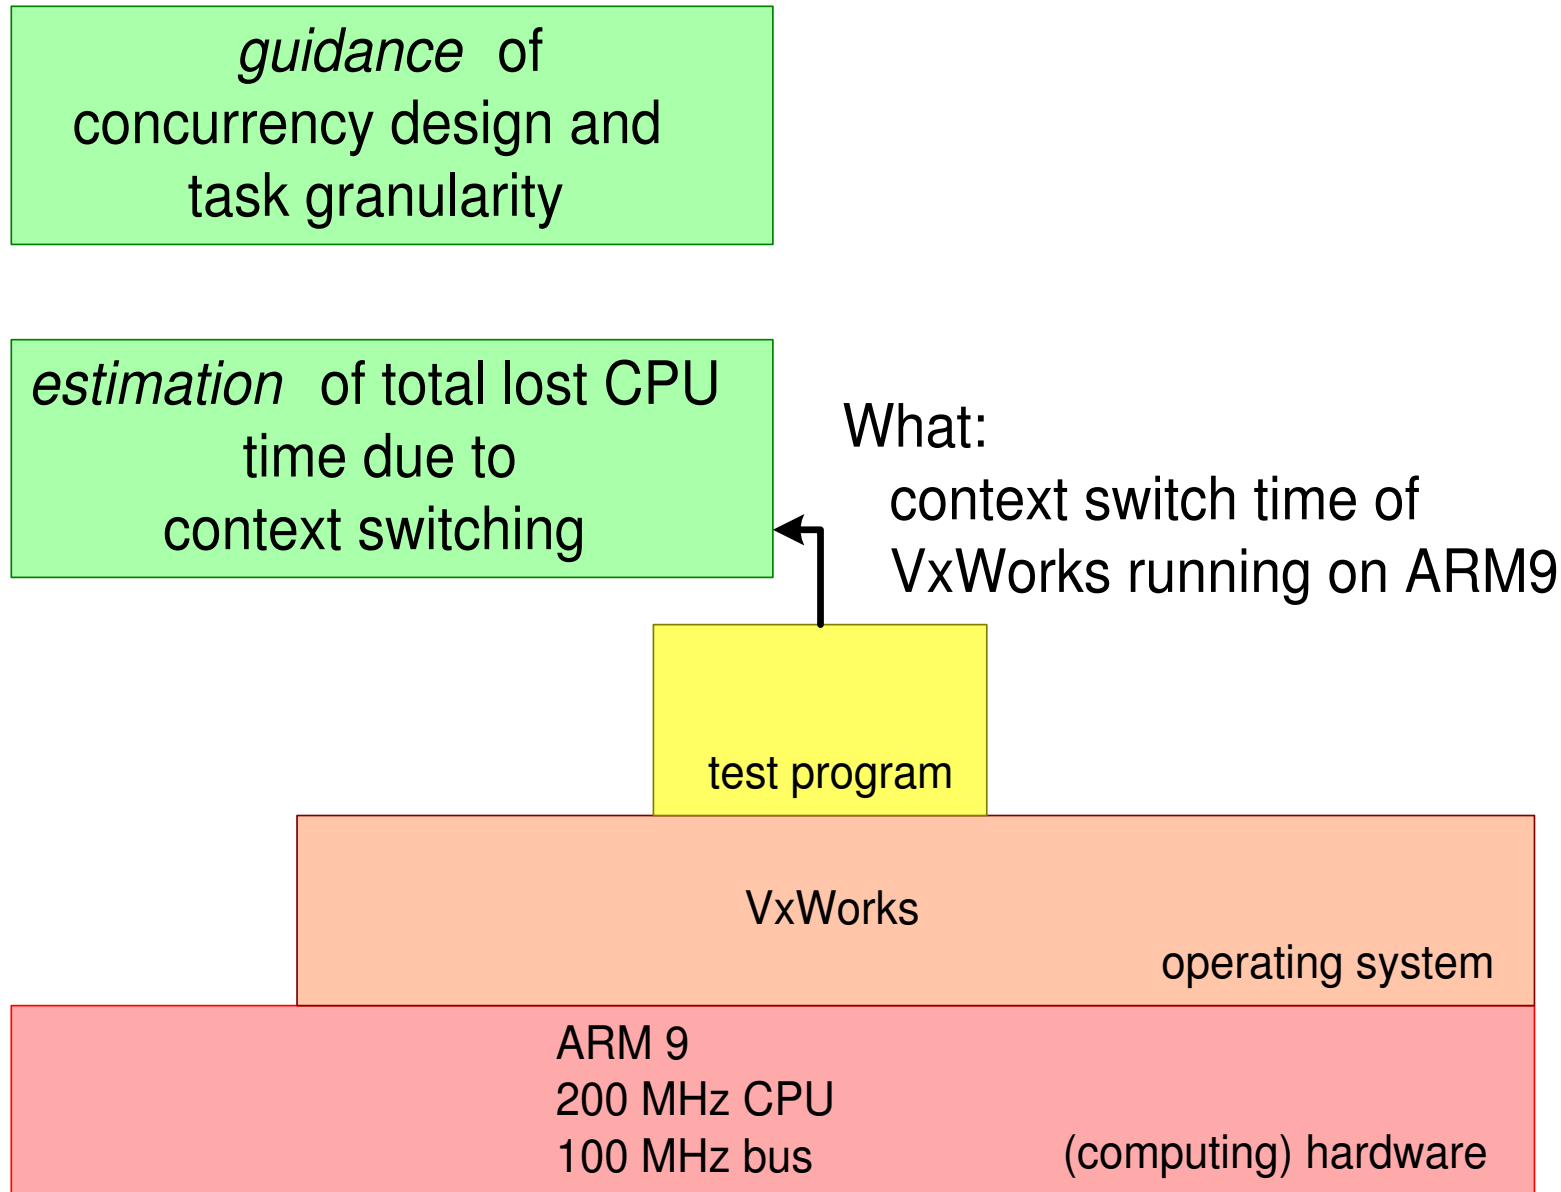 guidance of
concurrency design and
task granularity
estimation of total lost CPU
time due to
context switching
What:
context switch time of
VxWorks running on ARM9
test program
VxWorks
operating system
ARM 9
200 MHz CPU
100 MHz bus
(computing) hardware